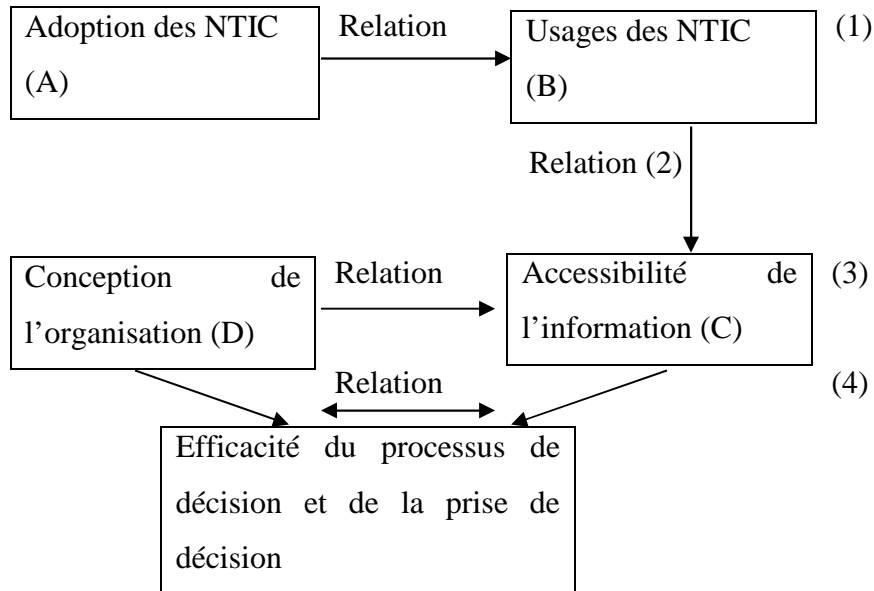 Adoption des NTIC
(A)
Relation
Usages des NTIC
(B)
(1)
Relation (2)
Conception de
l’organisation (D)
Relation
Accessibilité de
l’information (C)
(3)
Relation
(4)
Efficacité du processus de
décision et de la prise de
décision